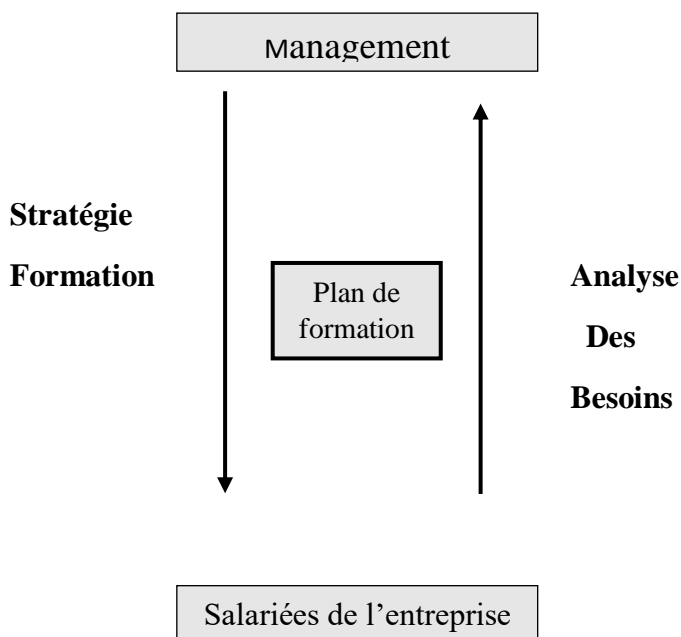 Management
Stratégie
Formation
Plan de
formation
Analyse
Des
Besoins
Salariées de l’entreprise